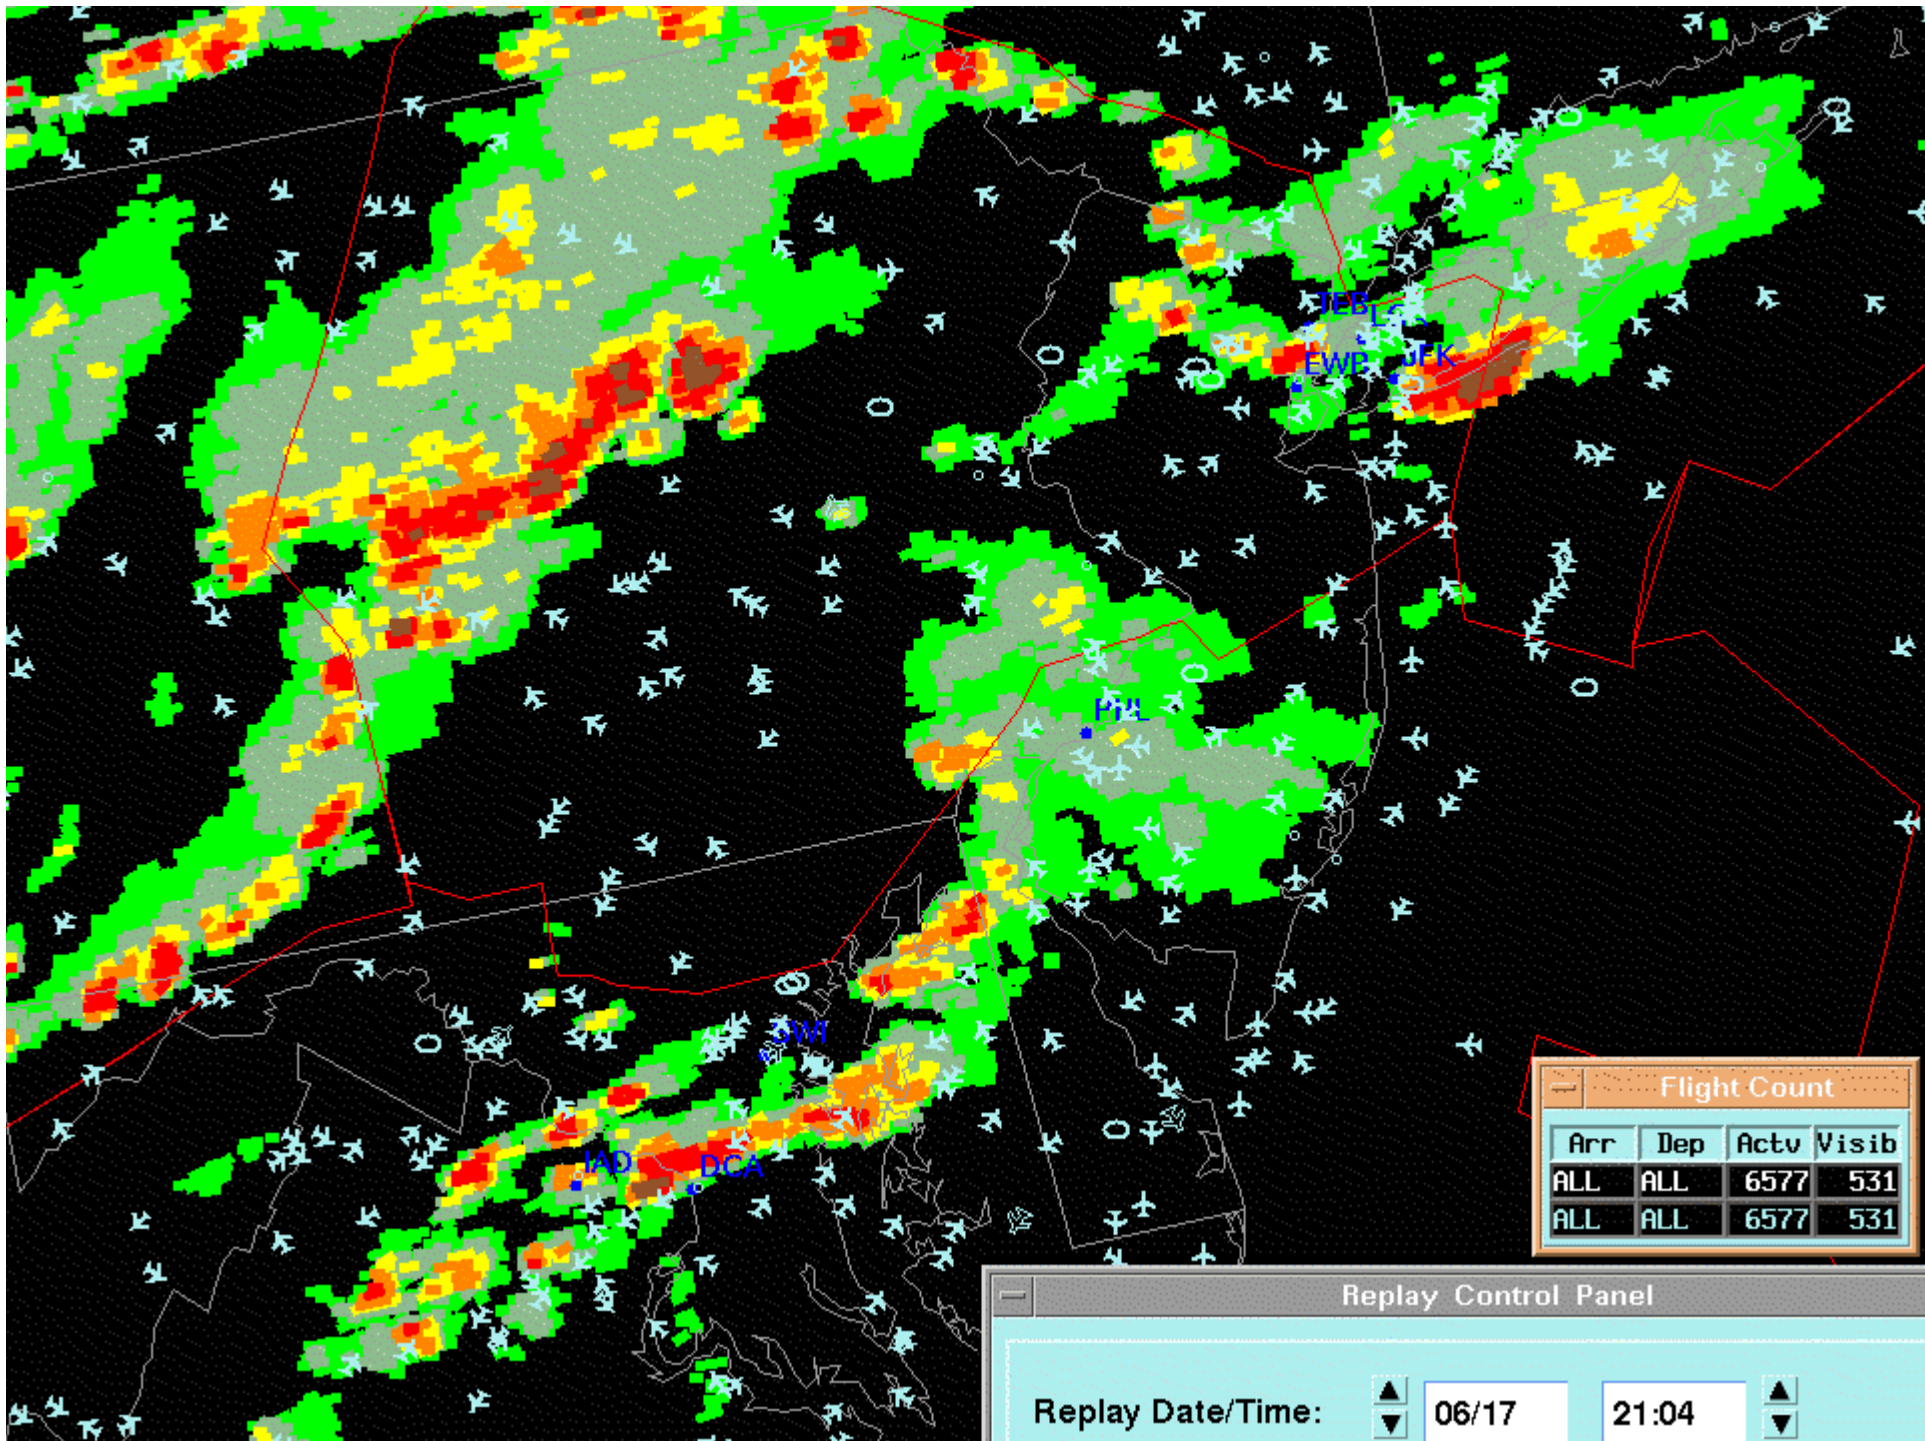 TEB
EWR
JFK
PHL
BWI
IAD
DCA
Flight Count
Arr Dep Actv Visib
ALL ALL 6577 531
ALL ALL 6577 531
Replay Control Panel
Replay Date/Time: 06/17 21:04